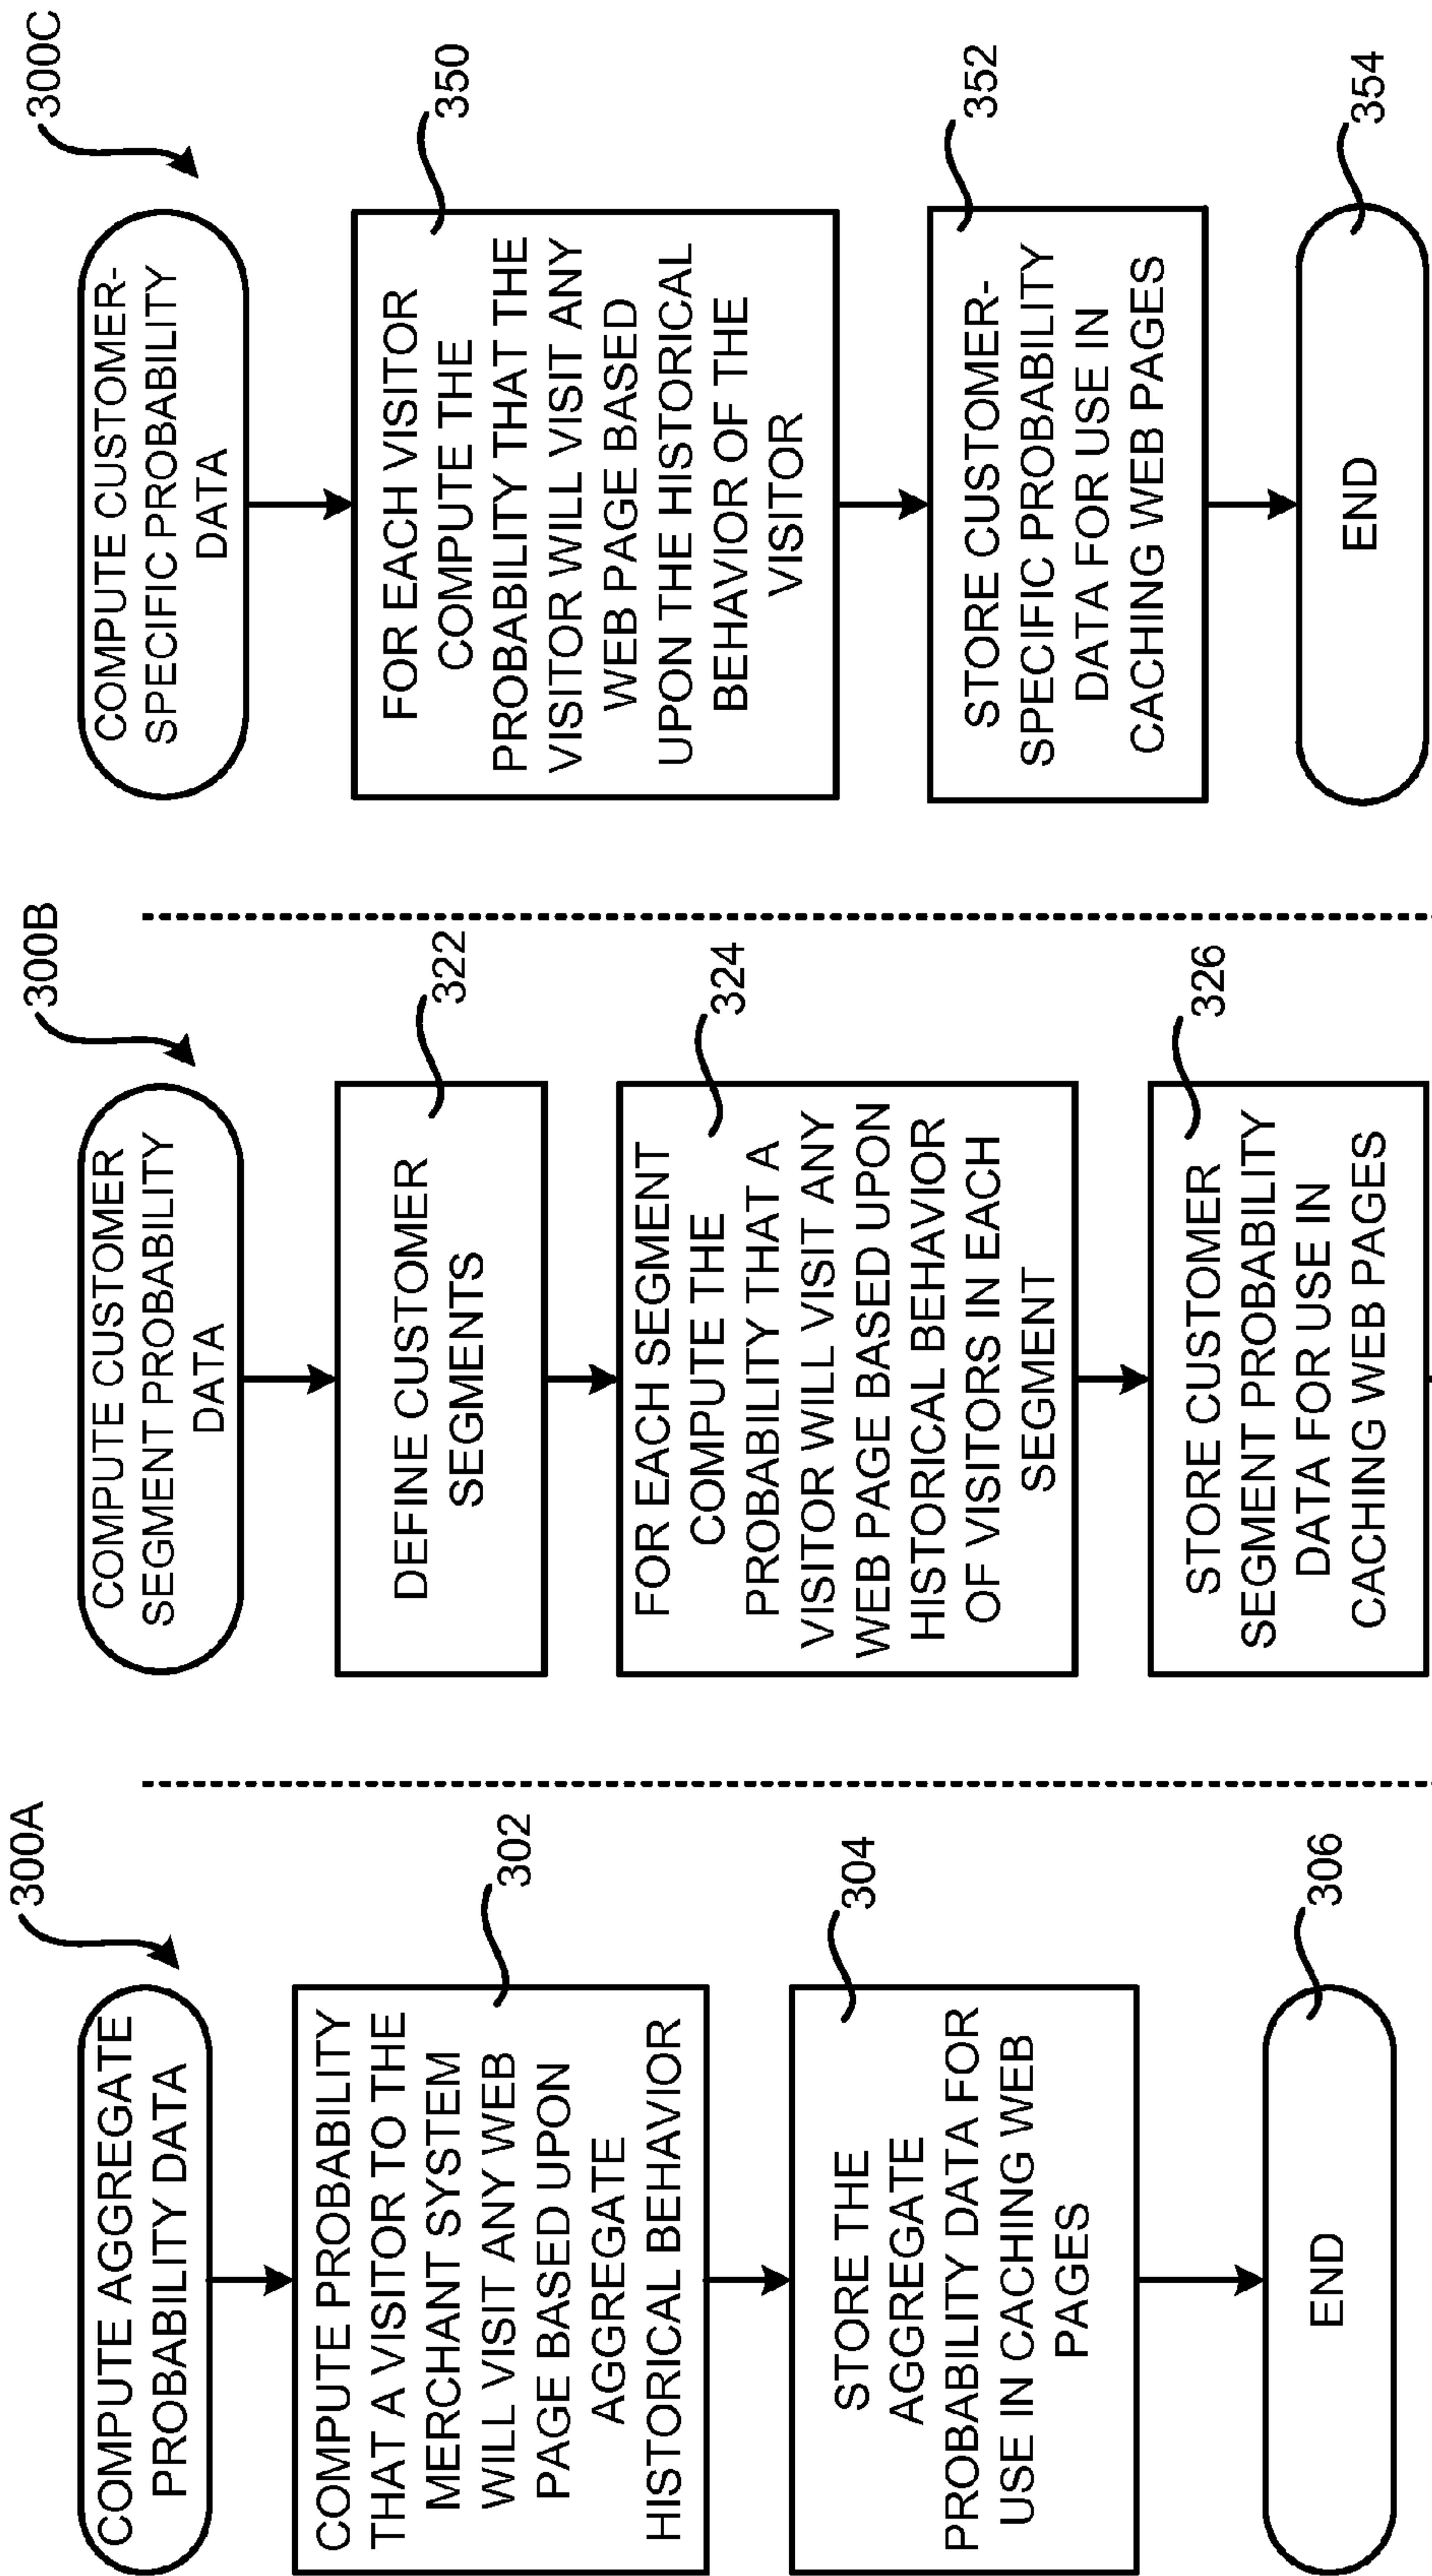 300A
COMPUTE AGGREGATE
PROBABILITY DATA
COMPUTE PROBABILITY
THAT A VISITOR TO THE
MERCHANT SYSTEM
WILL VISIT ANY WEB
PAGE BASED UPON
AGGREGATE
HISTORICAL BEHAVIOR
302
STORE THE
AGGREGATE
PROBABILITY DATA FOR
USE IN CACHING WEB
PAGES
304
END
306
300B
COMPUTE CUSTOMER
SEGMENT PROBABILITY
DATA
DEFINE CUSTOMER
SEGMENTS
322
FOR EACH SEGMENT
COMPUTE THE
PROBABILITY THAT A
VISITOR WILL VISIT ANY
WEB PAGE BASED UPON
HISTORICAL BEHAVIOR
OF VISITORS IN EACH
SEGMENT
324
STORE CUSTOMER
SEGMENT PROBABILITY
DATA FOR USE IN
CACHING WEB PAGES
326
300C
COMPUTE CUSTOMER-
SPECIFIC PROBABILITY
DATA
FOR EACH VISITOR
COMPUTE THE
PROBABILITY THAT THE
VISITOR WILL VISIT ANY
WEB PAGE BASED
UPON THE HISTORICAL
BEHAVIOR OF THE
VISITOR
350
STORE CUSTOMER-
SPECIFIC PROBABILITY
DATA FOR USE IN
CACHING WEB PAGES
352
END
354